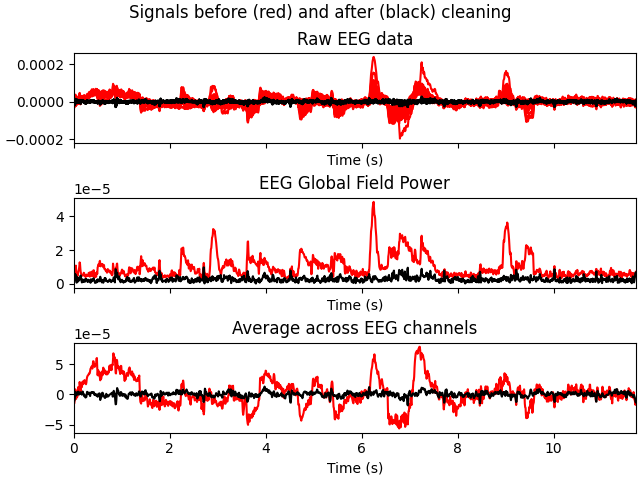 Signals before (red) and after (black) cleaning
Raw EEG data
0.0002
0.0000
−0.0002
Time (s)
1e−5
EEG Global Field Power
4
2
0
Time (s)
1e−5
Average across EEG channels
5
0
−5
0 2 4 6 8 10
Time (s)